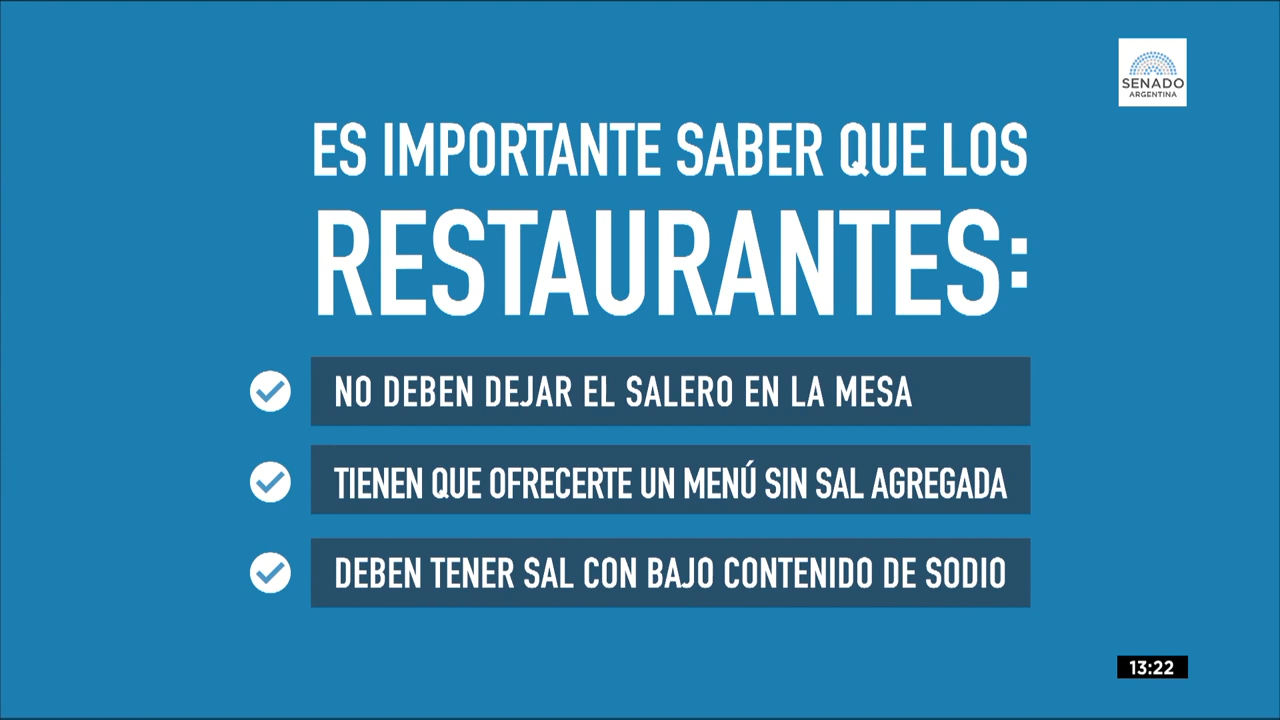 SENADO
ARGENTINA
ES IMPORTANTE SABER QUE LOS
RESTAURANTES:
NO DEBEN DEJAR EL SALERO EN LA MESA
TIENEN QUE OFRECERTE UN MENÚ SIN SAL AGREGADA
DEBEN TENER SAL CON BAJO CONTENIDO DE SODIO
13:22